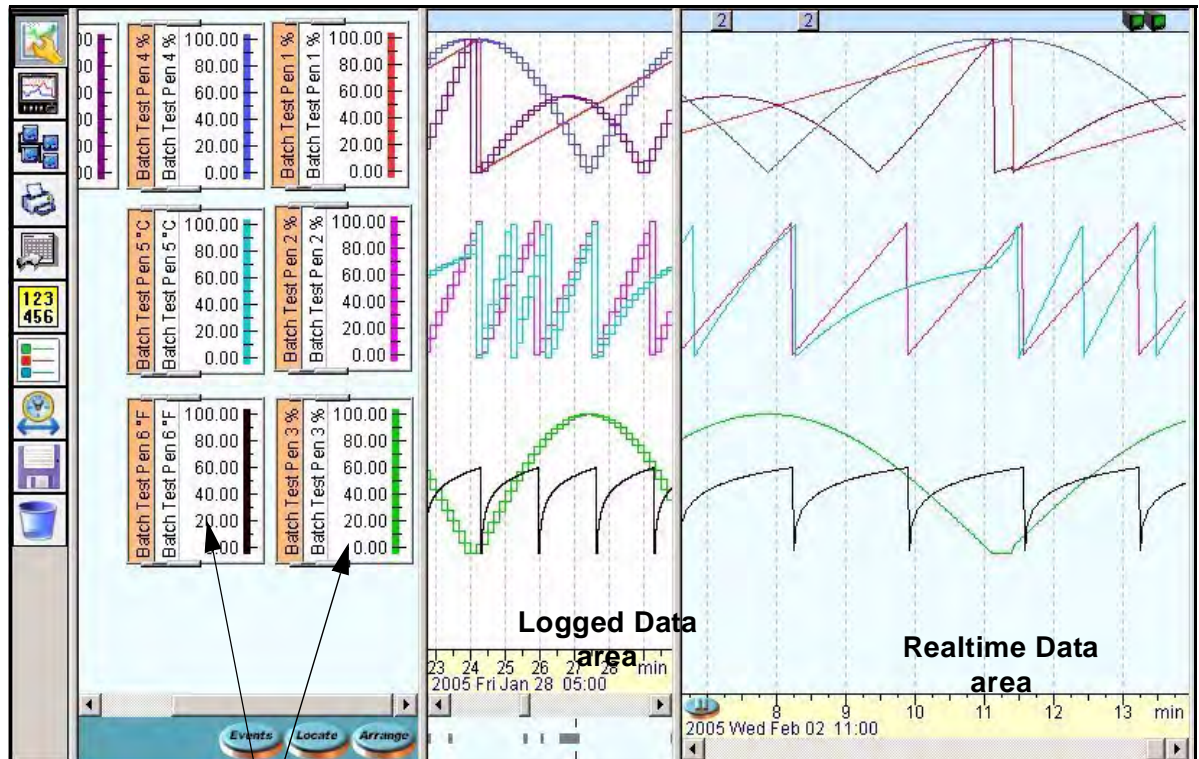 2 2
00
80
60
40
20
00
Batch Test Pen 4 %
Batch Test Pen 4 %
100.00
80.00
60.00
40.00
20.00
0.00
Batch Test Pen 1 %
Batch Test Pen 1 %
100.00
80.00
60.00
40.00
20.00
0.00
Batch Test Pen 5 °C
Batch Test Pen 5 °C
100.00
80.00
60.00
40.00
20.00
0.00
Batch Test Pen 2 %
Batch Test Pen 2 %
100.00
80.00
60.00
40.00
20.00
0.00
Batch Test Pen 6 °F
Batch Test Pen 6 °F
100.00
80.00
60.00
40.00
20.00
0.00
Batch Test Pen 3 %
Batch Test Pen 3 %
100.00
80.00
60.00
40.00
20.00
0.00
123
456
Logged Data
area
23 24 25 26 27 28 min
2005 Fri Jan 28 05:00
Realtime Data
area
8 9 10 11 12 13 min
2005 Wed Feb 02 11:00
Events Locate Arrange